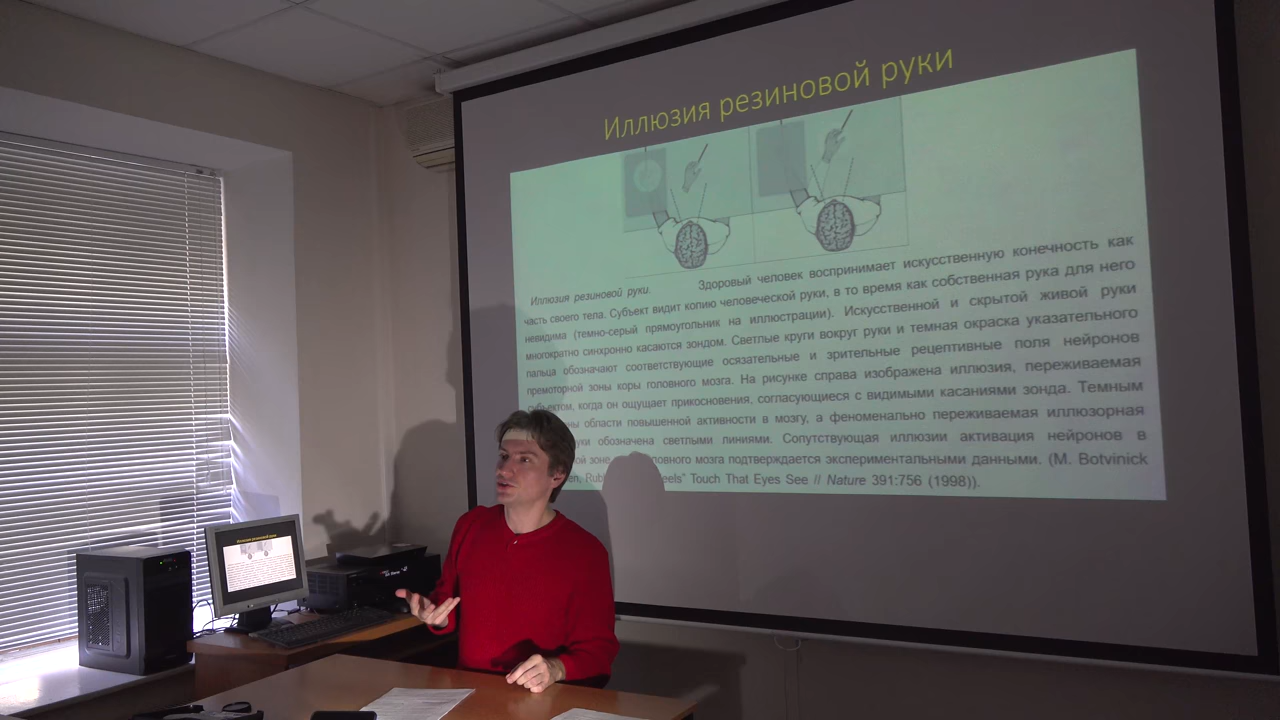 Иллюзия резиновой руки
Иллюзия резиновой руки. Здоровый человек воспринимает искусственную конечность как
часть своего тела. Субъект видит копию человеческой руки, в то время как собственная рука для него
невидима (темно-серый прямоугольник на иллюстрации). Искусственной и скрытой живой руки
многократно синхронно касаются зондом. Светлые круги вокруг руки и темная окраска указательного
пальца обозначают соответствующие осязательные и зрительные рецептивные поля нейронов
премоторной зоны коры головного мозга. На рисунке справа изображена иллюзия, переживаемая
субъектом, когда он ощущает прикосновения, согласующиеся с видимыми касаниями зонда. Темным
области повышенной активности в мозгу, а феноменально переживаемая иллюзорная
обозначена светлыми линиями. Сопутствующая иллюзии активация нейронов в
зоне головного мозга подтверждается экспериментальными данными. (M. Botvinick
Touch That Eyes See // Nature 391:756 (1998)).
Иллюзия резиновой руки